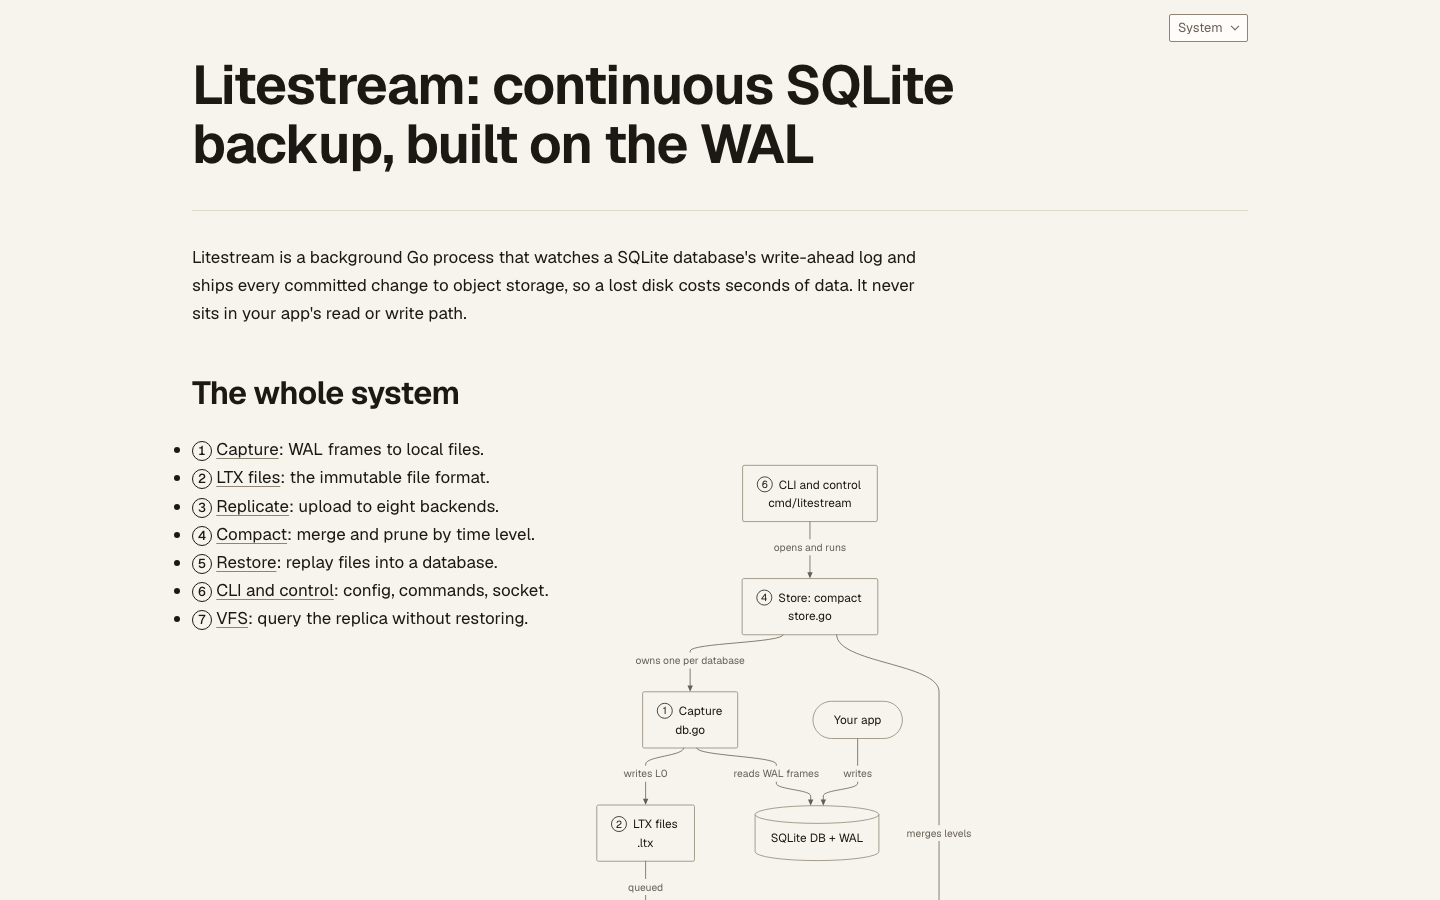 System
Litestream: continuous SQLite
backup, built on the WAL
Litestream is a background Go process that watches a SQLite database's write-ahead log and
ships every committed change to object storage, so a lost disk costs seconds of data. It never
sits in your app's read or write path.
The whole system
1 Capture: WAL frames to local files.
2 LTX files: the immutable file format.
3 Replicate: upload to eight backends.
4 Compact: merge and prune by time level.
5 Restore: replay files into a database.
6 CLI and control: config, commands, socket.
7 VFS: query the replica without restoring.
6 CLI and control
cmd/litestream
opens and runs
4 Store: compact
store.go
owns one per database
1 Capture
db.go
Your app
writes L0
reads WAL frames
writes
2 LTX files
.ltx
SQLite DB + WAL
merges levels
queued